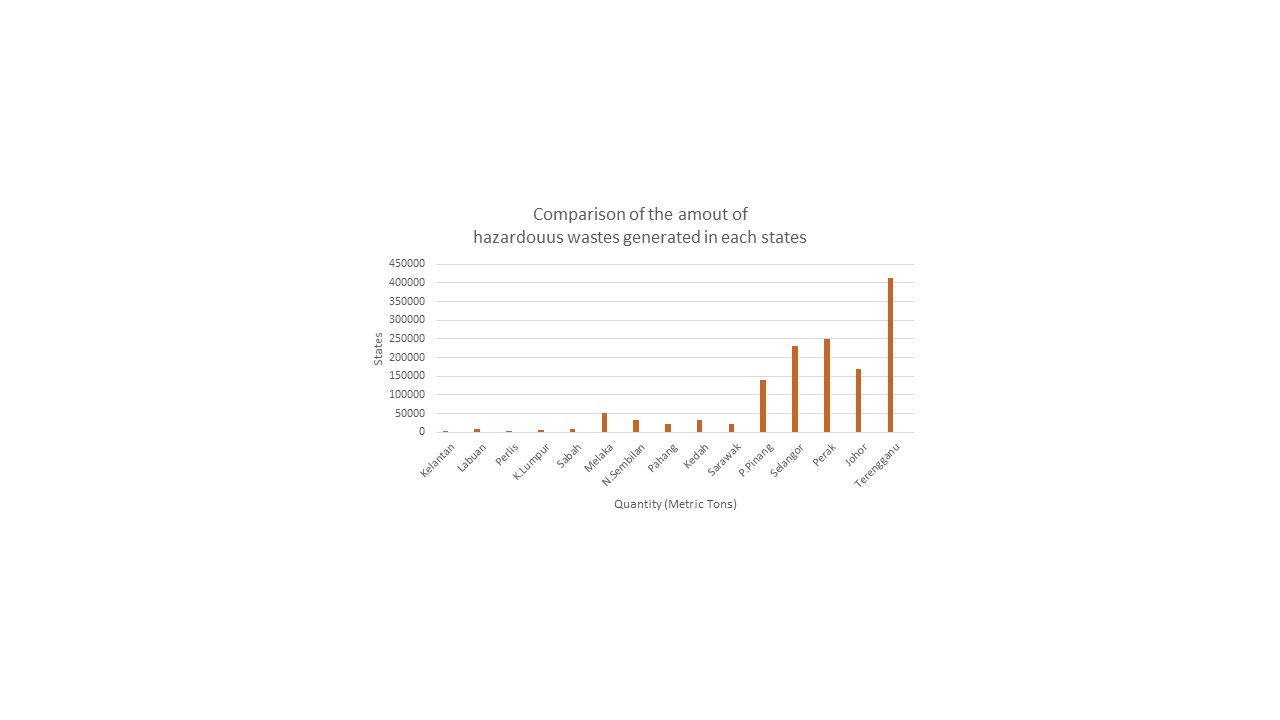 Comparison of the amout of
hazardouus wastes generated in each states
450000
400000
350000
300000
250000
200000
150000
100000
50000
0
States
Kelantan
Labuan
Perlis
K.Lumpur
Sabah
Melaka
N.Sembilan
Pahang
Kedah
Sarawak
P.Pinang
Selangor
Perak
Johor
Terengganu
Quantity (Metric Tons)